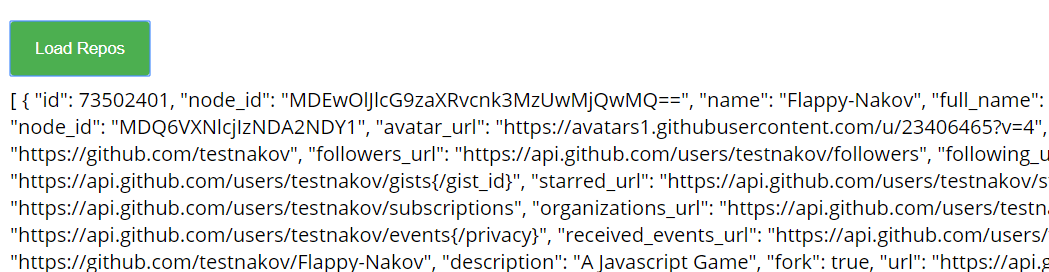 Load Repos
[ { "id": 73502401, "node_id": "MDEwOlJlcG9zaXRvcnk3MzUwMjQwMQ==", "name": "Flappy-Nakov", "full_name":
"node_id": "MDQ6VXNlcjIzNDA2NDY1", "avatar_url": "https://avatars1.githubusercontent.com/u/23406465?v=4",
"https://github.com/testnakov", "followers_url": "https://api.github.com/users/testnakov/followers", "following_u
"https://api.github.com/users/testnakov/gists{/gist_id}", "starred_url": "https://api.github.com/users/testnakov/st
"https://api.github.com/users/testnakov/subscriptions", "organizations_url": "https://api.github.com/users/testn
"https://api.github.com/users/testnakov/events{/privacy}", "received_events_url": "https://api.github.com/users/
"https://github.com/testnakov/Flappy-Nakov", "description": "A Javascript Game", "fork": true, "url": "https://api.g